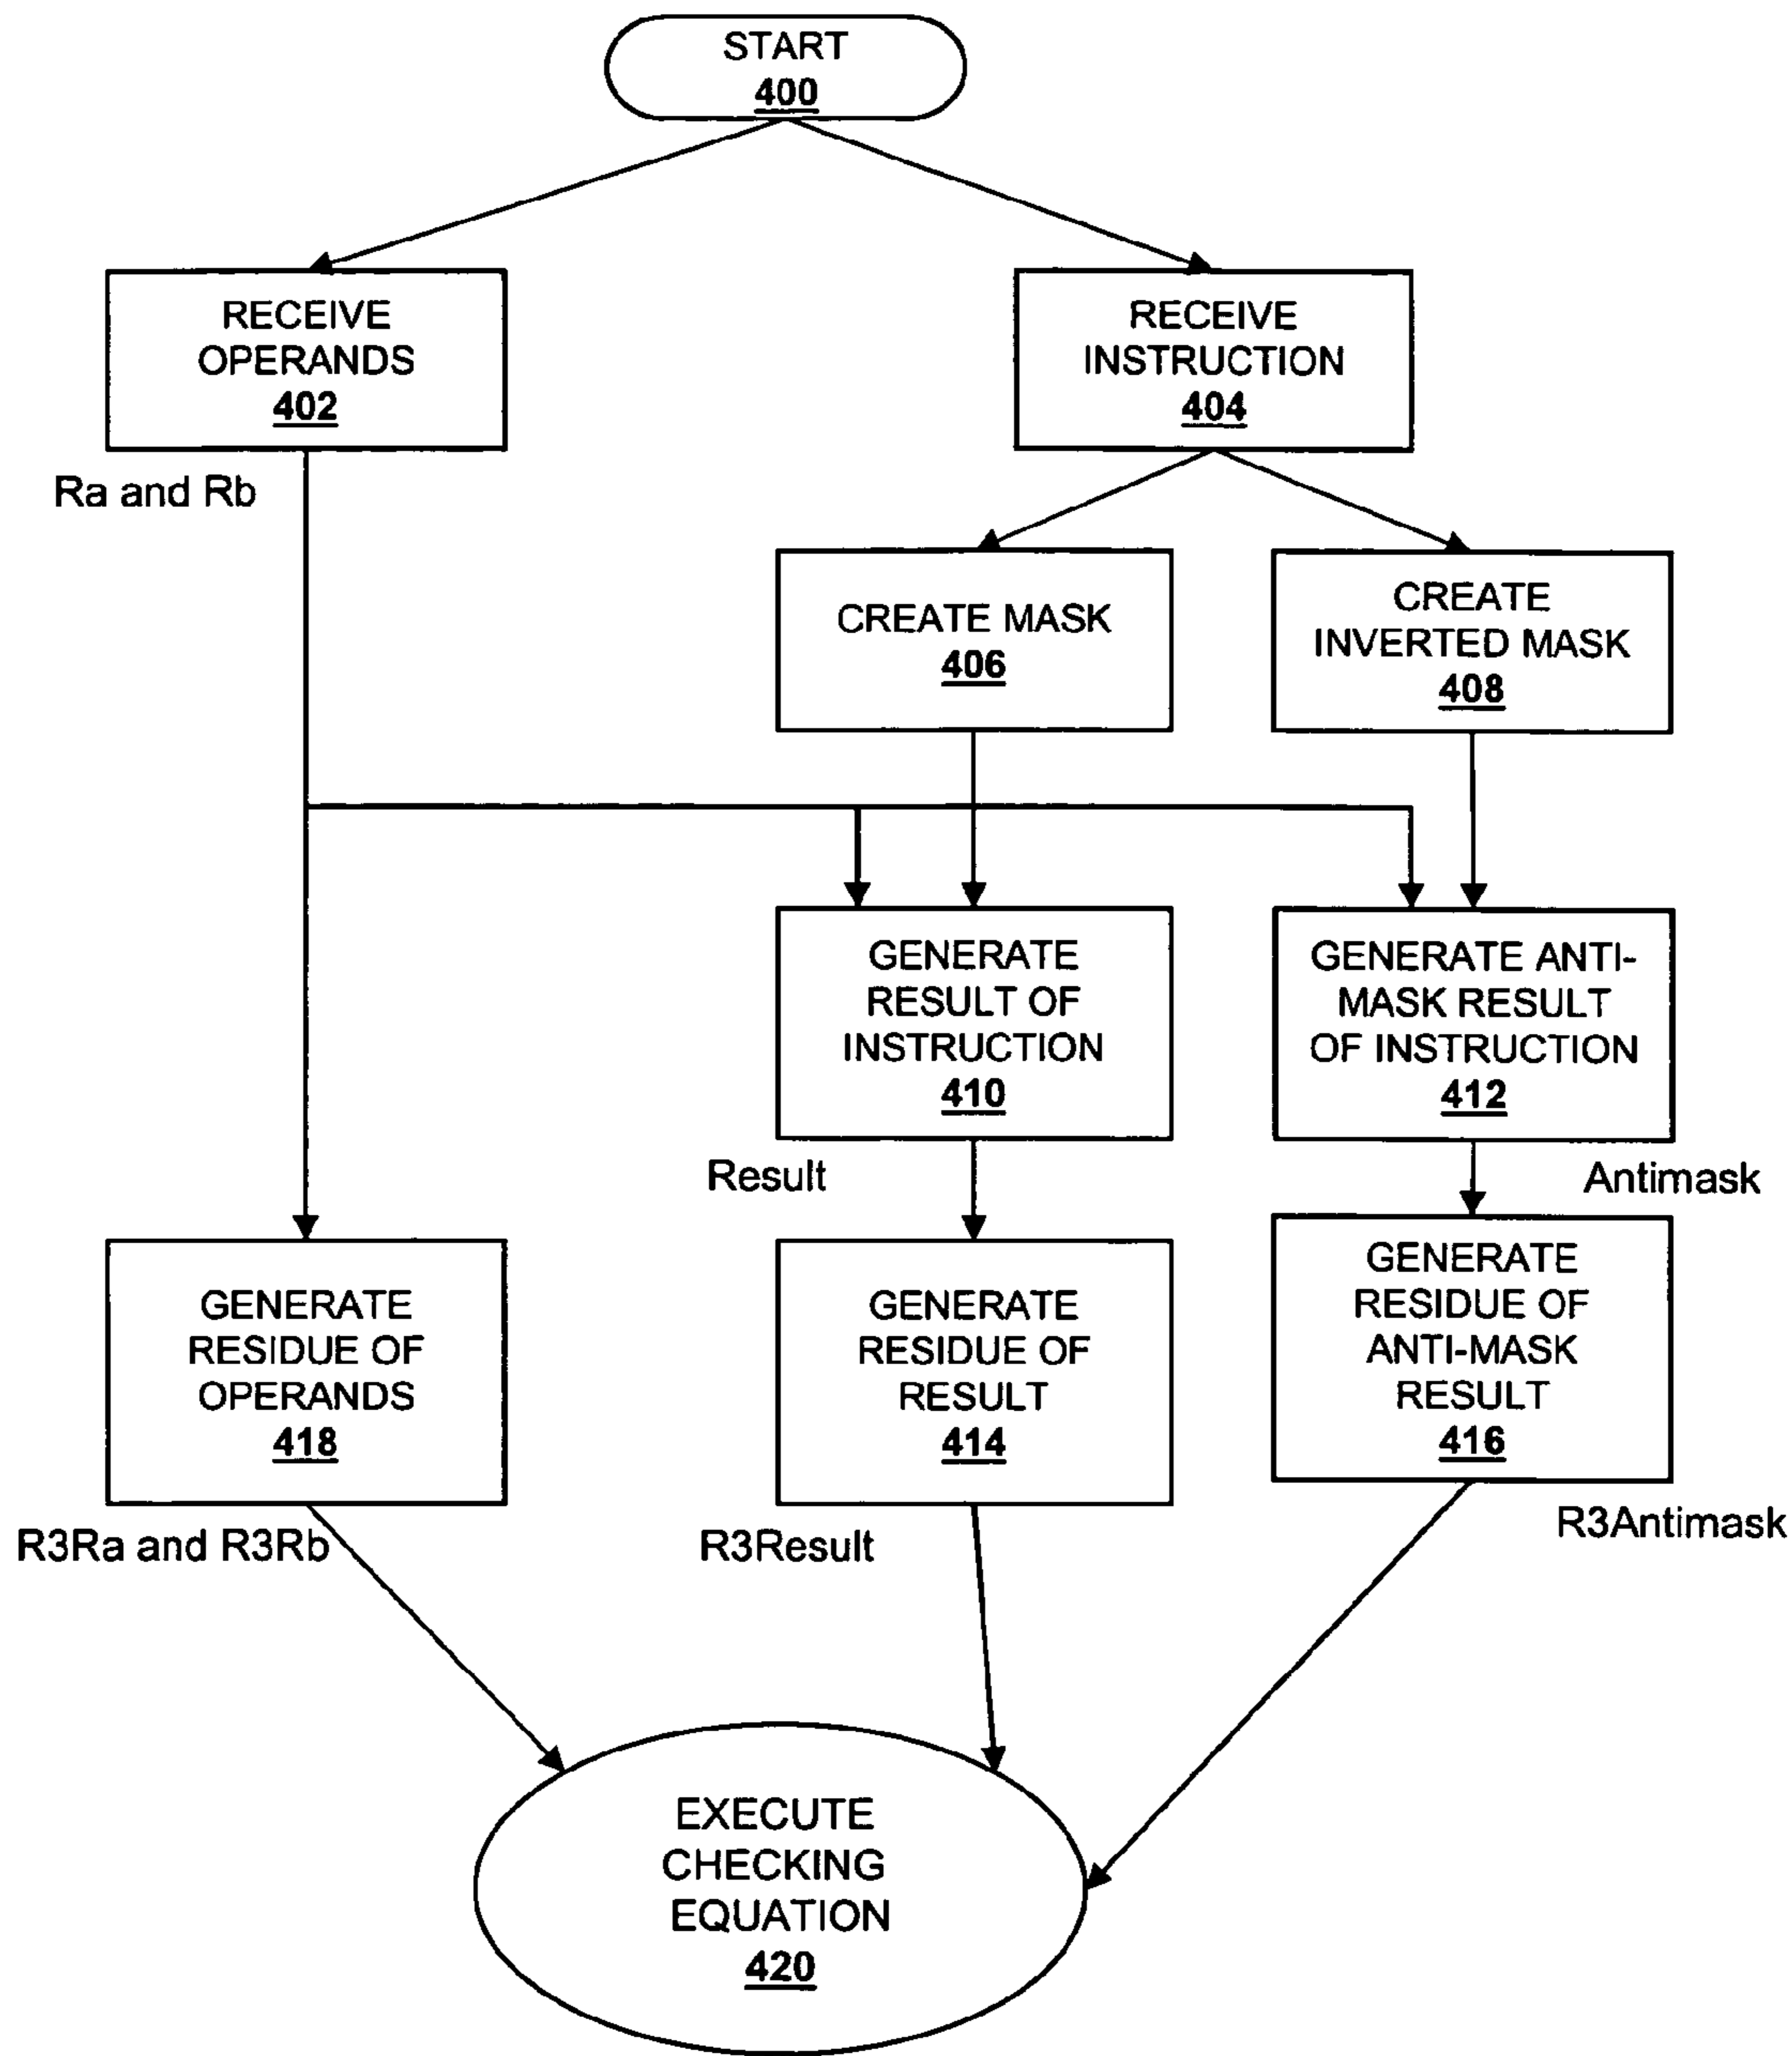 START
400
RECEIVE
OPERANDS
402
RECEIVE
INSTRUCTION
404
Ra and Rb
CREATE MASK
406
CREATE
INVERTED MASK
408
GENERATE
RESULT OF
INSTRUCTION
410
GENERATE ANTI-
MASK RESULT
OF INSTRUCTION
412
Result
Antimask
GENERATE
RESIDUE OF
OPERANDS
418
GENERATE
RESIDUE OF
RESULT
414
GENERATE
RESIDUE OF
ANTI-MASK
RESULT
416
R3Ra and R3Rb
R3Result
R3Antimask
EXECUTE
CHECKING
EQUATION
420